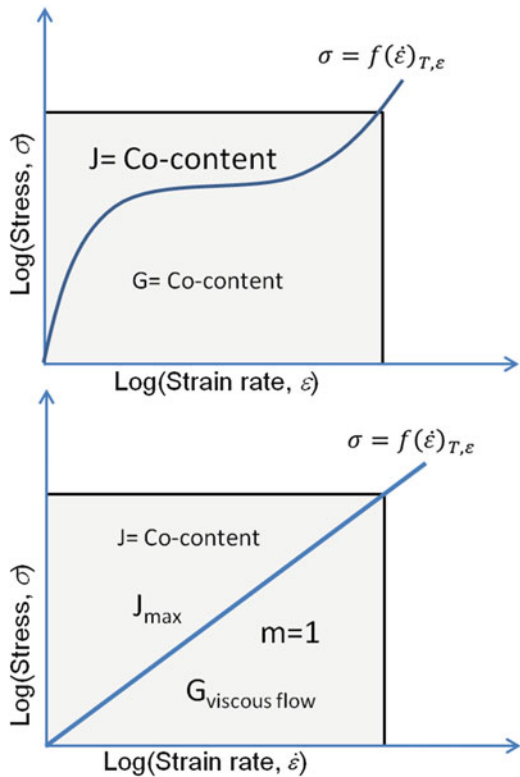 σ = f(ε̇)T,ε
Log(Stress, σ)
J= Co-content
G= Co-content
Log(Strain rate, ε̇)
σ = f(ε̇)T,ε
Log(Stress, σ)
J= Co-content
Jmax
m=1
Gviscous flow
Log(Strain rate, ε̇)